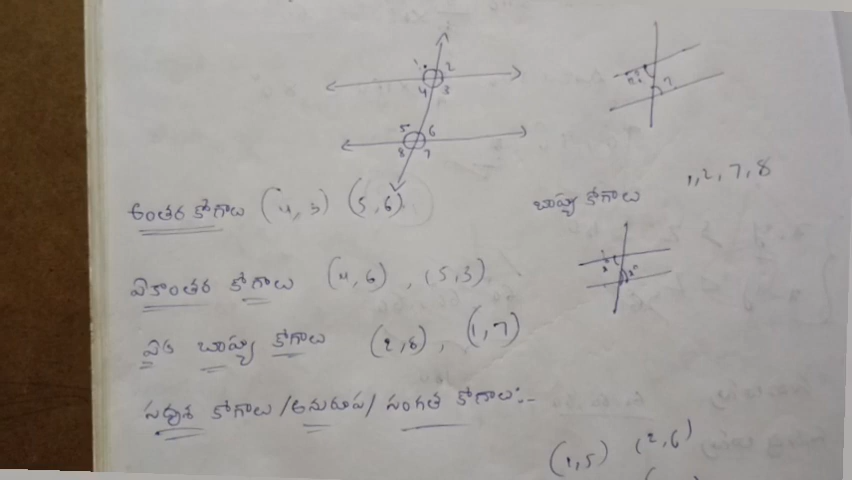 1 2
4 3
5 6
8 7
అంతర కోణాలు (4, 3) (5, 6)
బాహ్య కోణాలు 1, 2, 7, 8
ఏకాంతర కోణాలు (4, 6) , (5, 3)
ఏక బాహ్య కోణాలు (2, 8) , (1, 7)
సదృశ కోణాలు / అనురూప / సంగత కోణాలు :-
(1, 5) (2, 6)